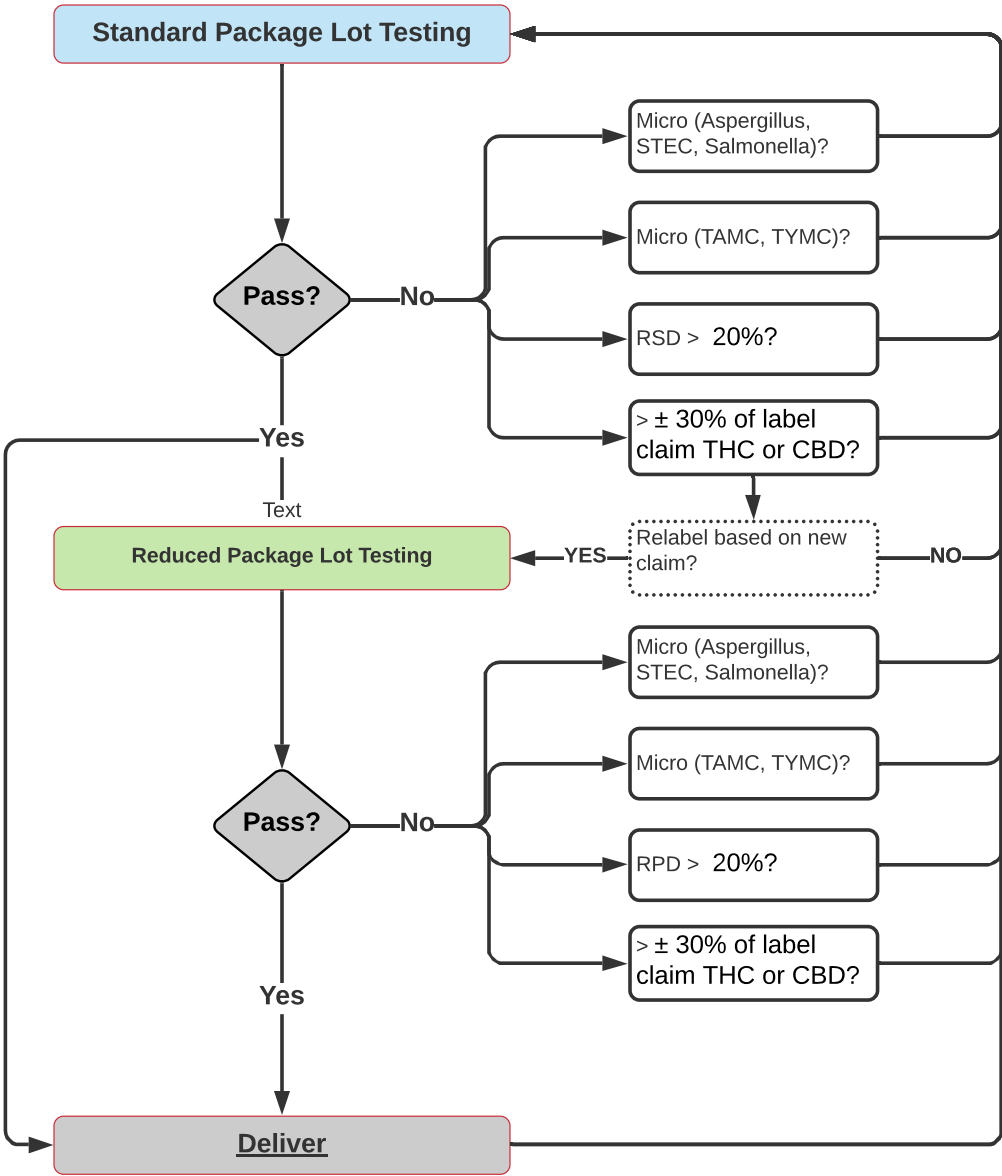 Standard Package Lot Testing
Micro (Aspergillus,
STEC, Salmonella)?
Micro (TAMC, TYMC)?
Pass?
No
RSD > 20%?
> ± 30% of label
claim THC or CBD?
Yes
Text
Reduced Package Lot Testing
YES
Relabel based on new
claim?
NO
Micro (Aspergillus,
STEC, Salmonella)?
Micro (TAMC, TYMC)?
Pass?
No
RPD > 20%?
> ± 30% of label
claim THC or CBD?
Yes
Deliver